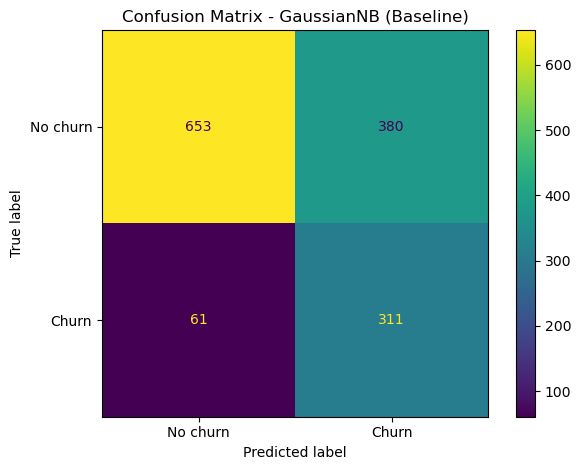 Confusion Matrix - GaussianNB (Baseline)
True label
No churn
653
380
Churn
61
311
No churn
Churn
Predicted label
600
500
400
300
200
100